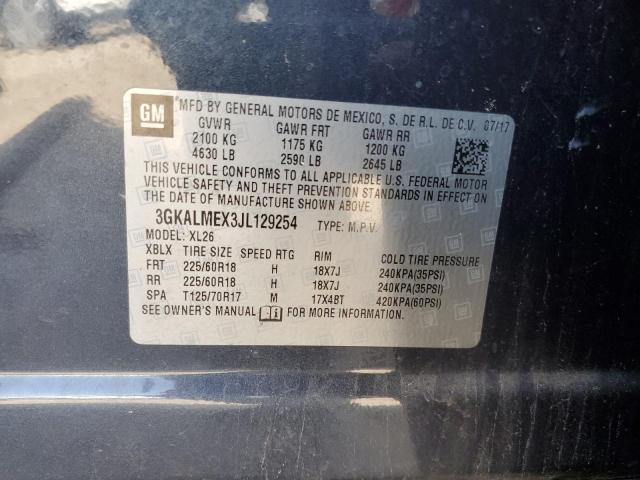 GM
MFD BY GENERAL MOTORS DE MEXICO, S. DE R.L. DE C.V. 07/17
GVWR GAWR FRT GAWR RR
2100 KG 1175 KG 1200 KG
4630 LB 2590 LB 2645 LB
THIS VEHICLE CONFORMS TO ALL APPLICABLE U.S. FEDERAL MOTOR
VEHICLE SAFETY AND THEFT PREVENTION STANDARDS IN EFFECT ON
THE DATE OF MANUFACTURE SHOWN ABOVE.
3GKALMEX3JL129254 TYPE: M.P.V.
MODEL: XL26
XBLX TIRE SIZE SPEED RTG RIM COLD TIRE PRESSURE
FRT 225/60R18 H 18X7J 240KPA(35PSI)
RR 225/60R18 H 18X7J 240KPA(35PSI)
SPA T125/70R17 M 17X4BT 420KPA(60PSI)
SEE OWNER'S MANUAL FOR MORE INFORMATION.